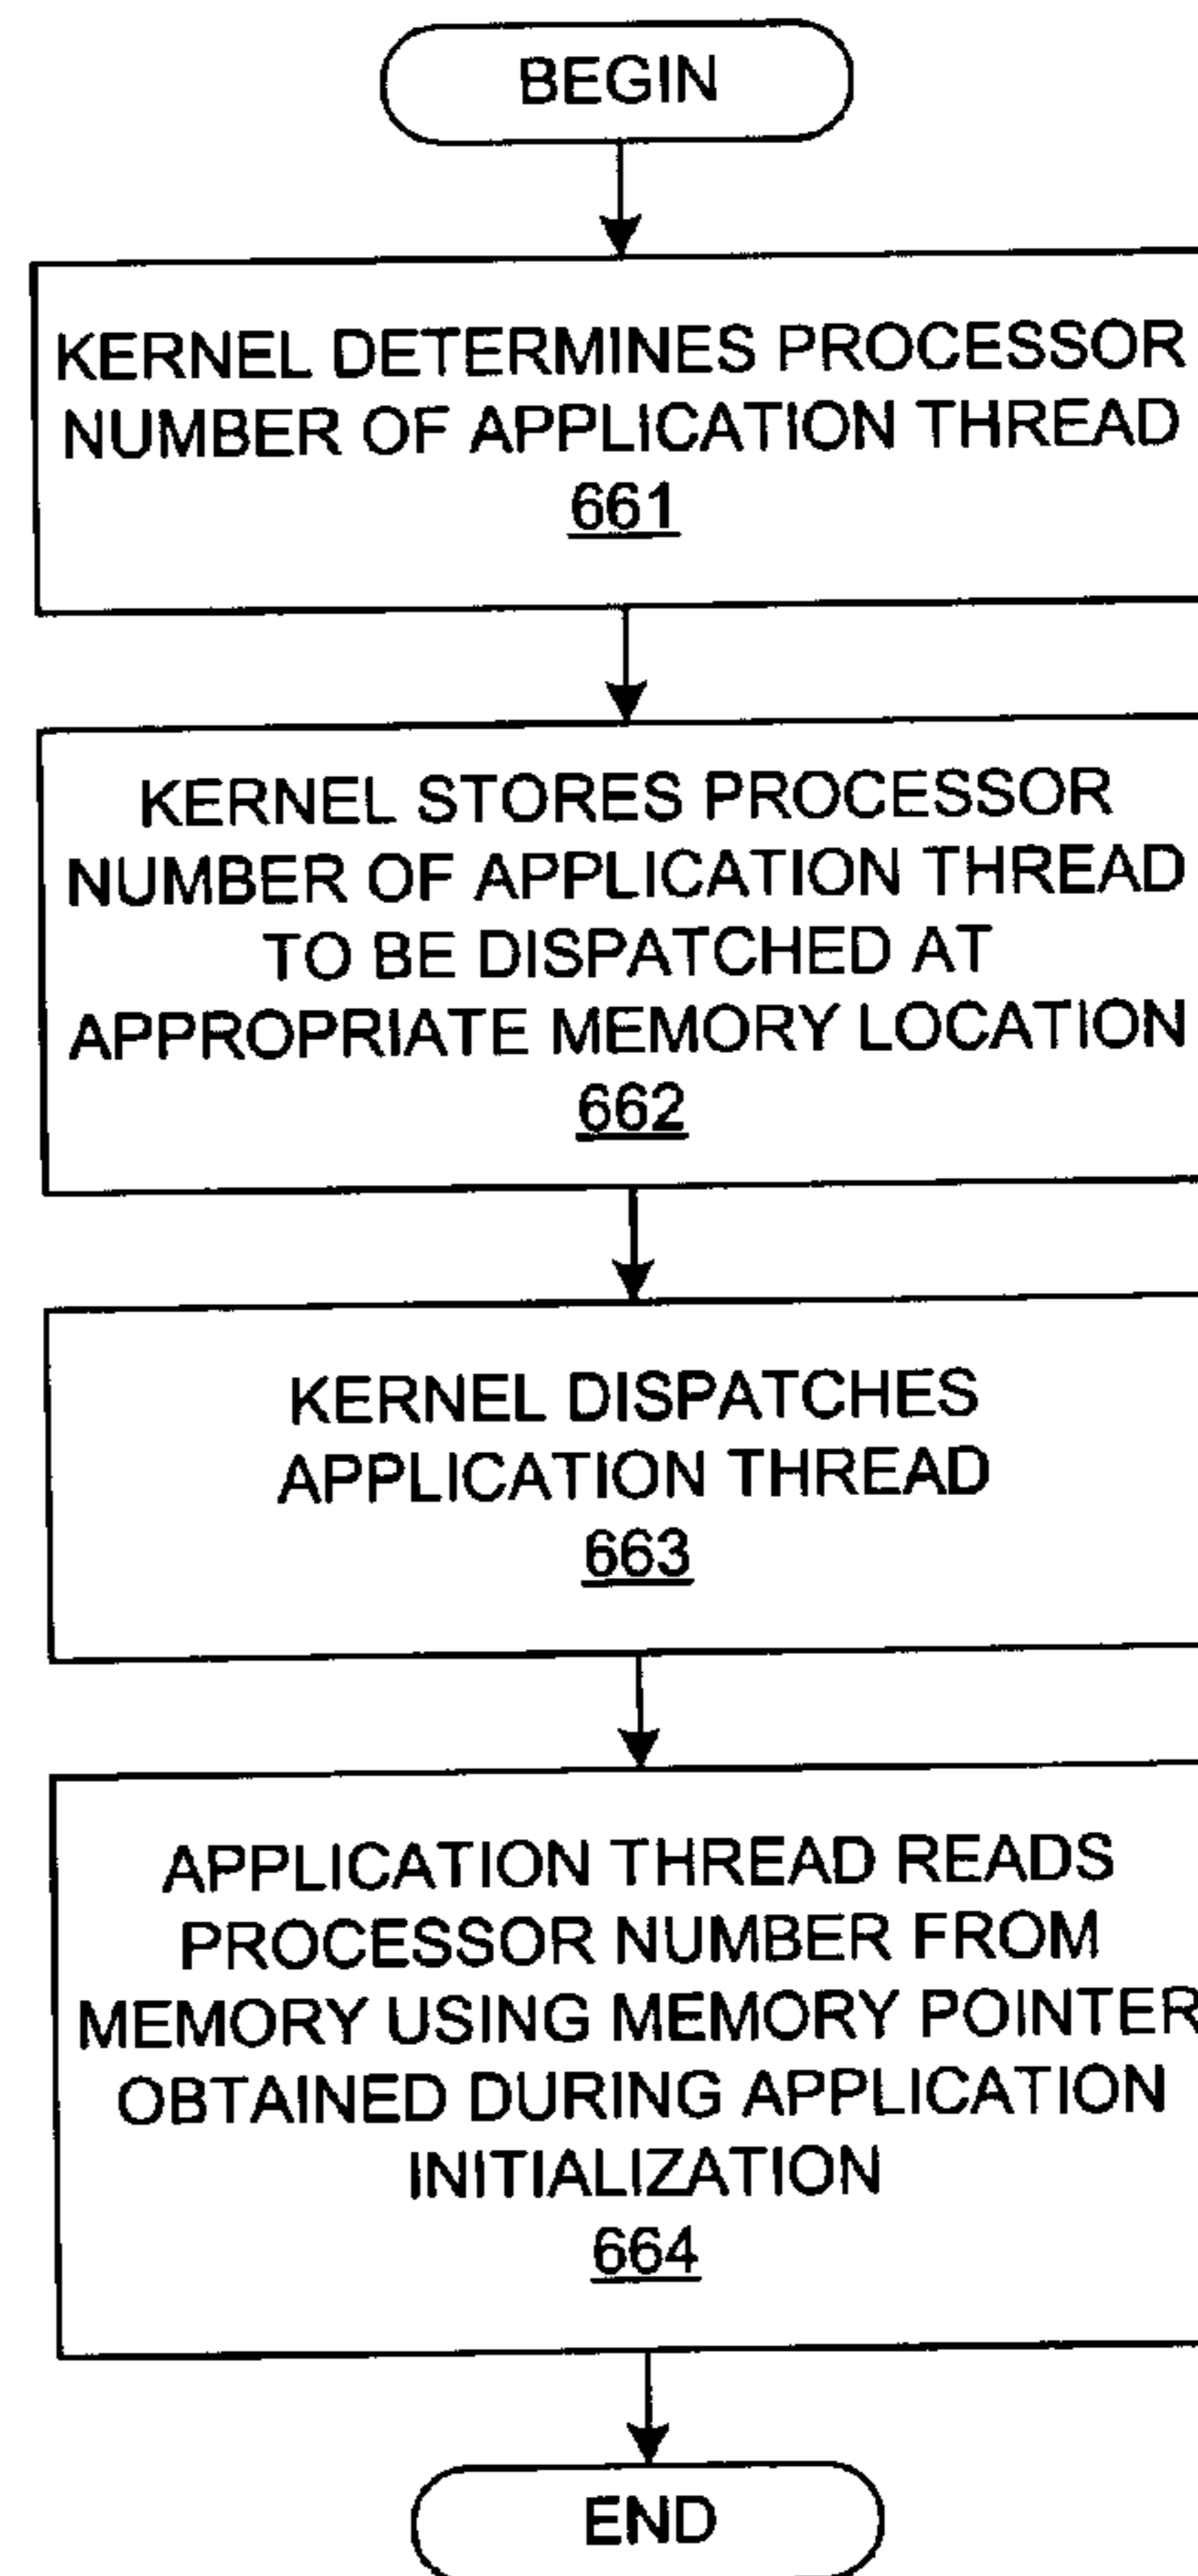 BEGIN
KERNEL DETERMINES PROCESSOR
NUMBER OF APPLICATION THREAD
661
KERNEL STORES PROCESSOR
NUMBER OF APPLICATION THREAD
TO BE DISPATCHED AT
APPROPRIATE MEMORY LOCATION
662
KERNEL DISPATCHES
APPLICATION THREAD
663
APPLICATION THREAD READS
PROCESSOR NUMBER FROM
MEMORY USING MEMORY POINTER
OBTAINED DURING APPLICATION
INITIALIZATION
664
END